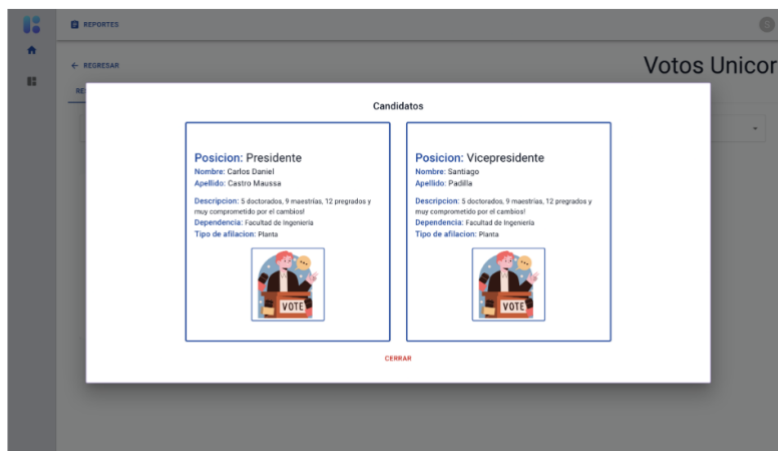 REPORTES
← REGRESAR
Votos Unicor
RE
Candidatos
Posicion: Presidente
Nombre: Carlos Daniel
Apellido: Castro Maussa
Descripcion: 5 doctorados, 9 maestrias, 12 pregrados y
muy comprometido por el cambios!
Dependencia: Facultad de Ingeniería
Tipo de afilacion: Planta
VOTE
Posicion: Vicepresidente
Nombre: Santiago
Apellido: Padilla
Descripcion: 5 doctorados, 9 maestrias, 12 pregrados y
muy comprometido por el cambios!
Dependencia: Facultad de Ingeniería
Tipo de afilacion: Planta
VOTE
CERRAR